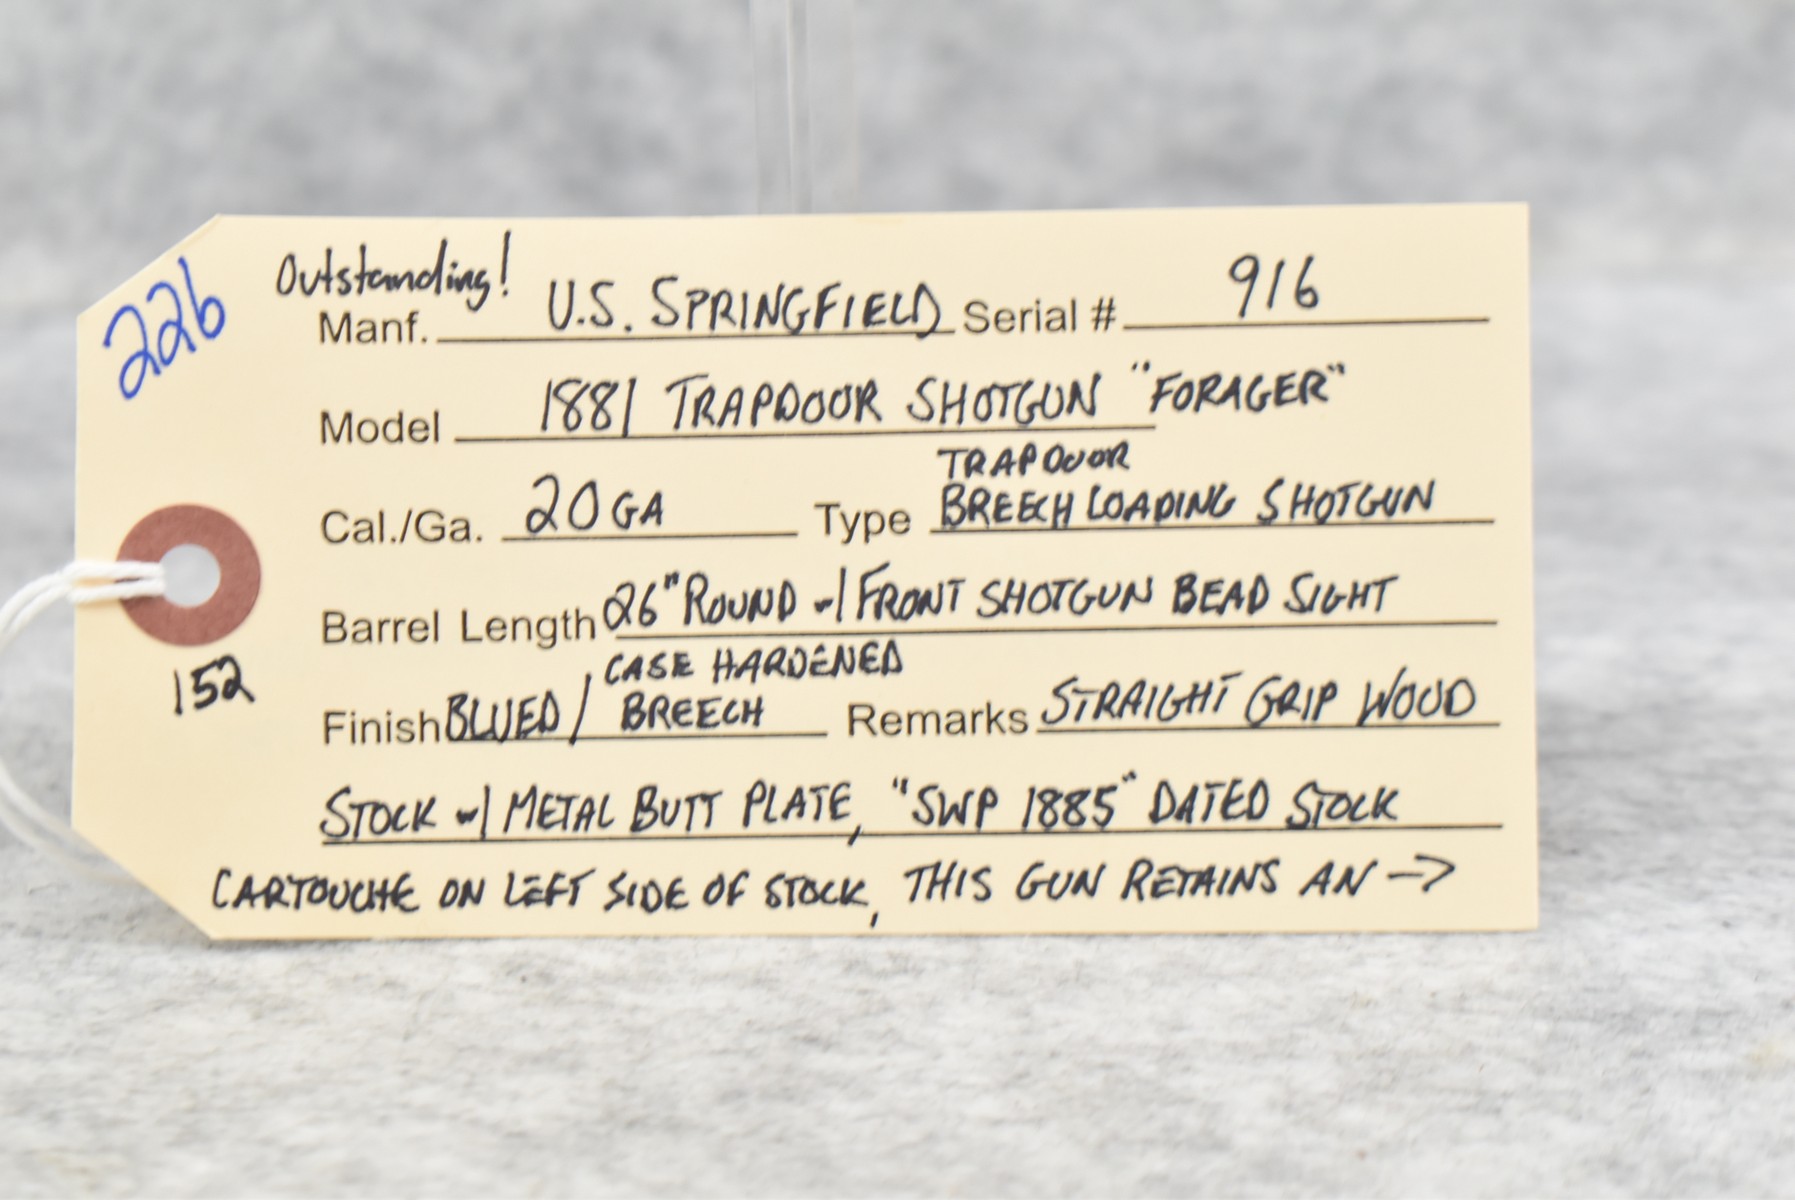 226
Outstanding!
Manf. U.S. SPRINGFIELD Serial # 916
Model 1881 TRAPDOOR SHOTGUN "FORAGER"
TRAPDOOR
Cal./Ga. 20 GA Type BREECH LOADING SHOTGUN
Barrel Length 26" ROUND w/ FRONT SHOTGUN BEAD SIGHT
CASE HARDENED
152
Finish BLUED / BREECH Remarks STRAIGHT GRIP WOOD
STOCK w/ METAL BUTT PLATE, "SWP 1885" DATED STOCK
CARTOUCHE ON LEFT SIDE OF STOCK, THIS GUN RETAINS AN →